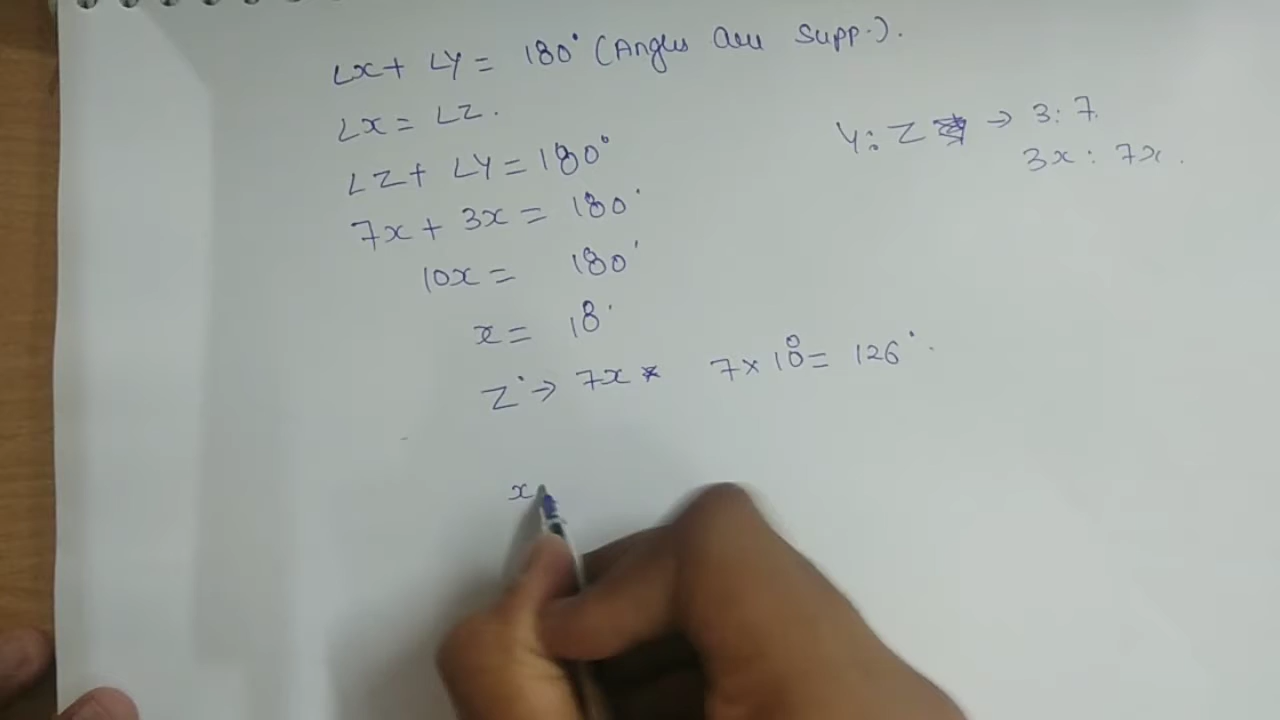 ∠x + ∠y = 180° (Angles are supp.).
∠x = ∠z.
y : z → 3 : 7
3x : 7x .
∠z + ∠y = 180°
7x + 3x = 180°
10x = 180°
x = 18°
z → 7x 7 × 18 = 126° .
x